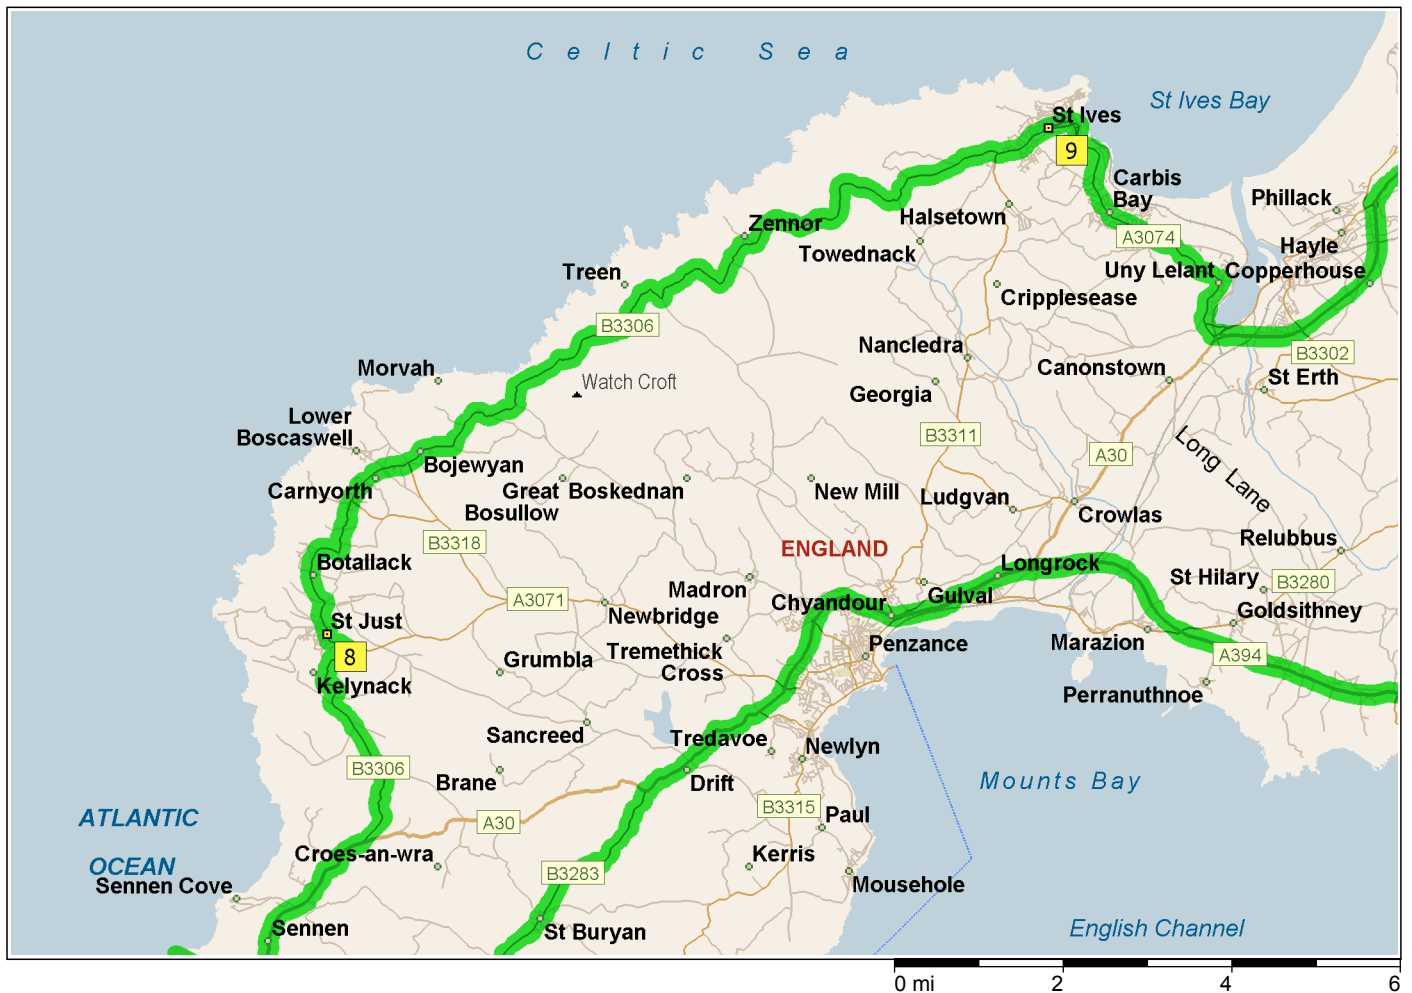 Celtic Sea
St Ives Bay
St Ives
9
Carbis
Bay
Phillack
Halsetown
Zennor
A3074
Hayle
Towednack
Treen
Uny Lelant
Copperhouse
Cripplesease
B3306
Nancledra
B3302
Morvah
Watch Croft
Canonstown
St Erth
Georgia
Lower
Boscaswell
B3311
A30
Long Lane
Bojewyan
Carnyorth
Great
Bosullow
Boskednan
New Mill
Ludgvan
Crowlas
B3318
ENGLAND
Relubbus
Botallack
Longrock
St Hilary
B3280
Madron
A3071
Newbridge
Chyandour
Gulval
Goldsithney
St Just
8
Tremethick
Cross
Penzance
Marazion
A394
Grumbla
Kelynack
Perranuthnoe
Sancreed
Tredavoe
Newlyn
B3306
Brane
Drift
Mounts Bay
ATLANTIC
OCEAN
A30
B3315
Paul
Croes-an-wra
Kerris
B3283
Sennen Cove
Mousehole
Sennen
St Buryan
English Channel
0 mi 2 4 6